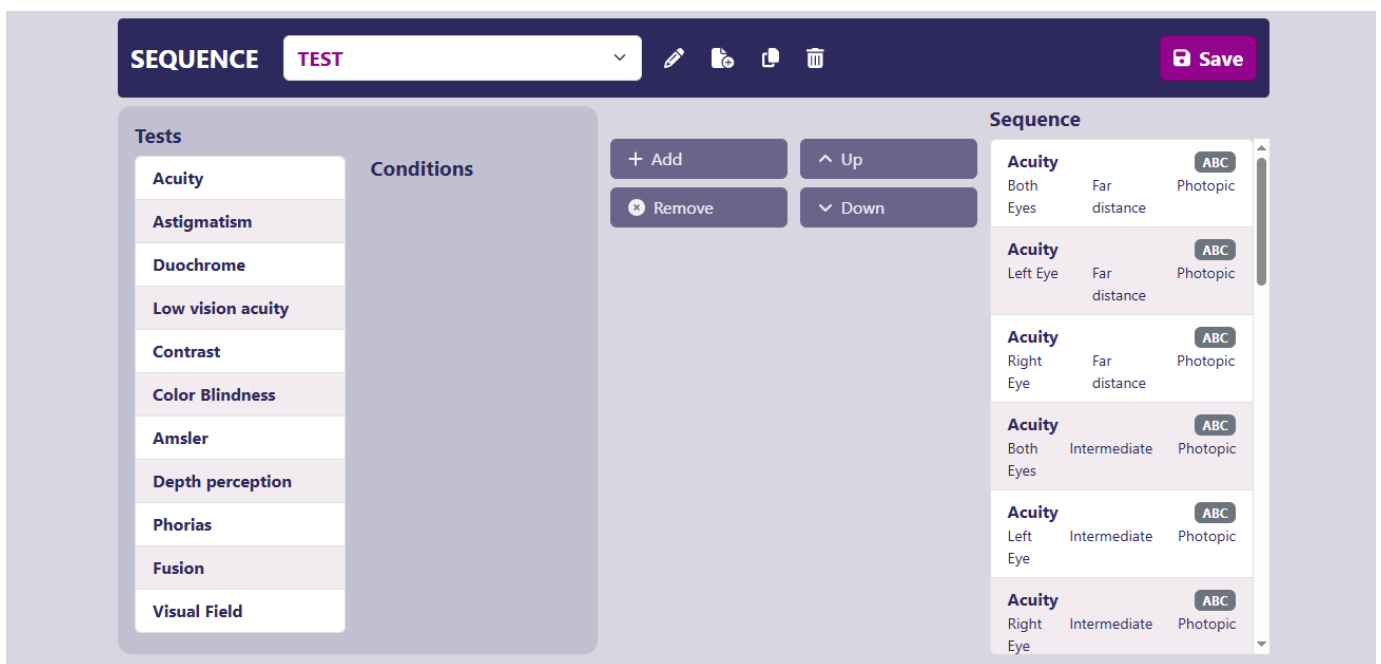 SEQUENCE TEST Save
Tests
Acuity
Astigmatism
Duochrome
Low vision acuity
Contrast
Color Blindness
Amsler
Depth perception
Phorias
Fusion
Visual Field
Conditions
Add Up
Remove Down
Sequence
Acuity ABC
Both Far Photopic
Eyes distance
Acuity ABC
Left Eye Far Photopic
distance
Acuity ABC
Right Far Photopic
Eye distance
Acuity ABC
Both Intermediate Photopic
Eyes
Acuity ABC
Left Intermediate Photopic
Eye
Acuity ABC
Right Intermediate Photopic
Eye